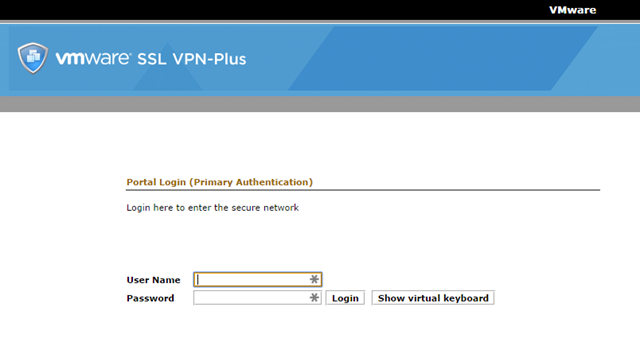 VMware
vmware SSL VPN-Plus
Portal Login (Primary Authentication)
Login here to enter the secure network
User Name
Password Login Show virtual keyboard